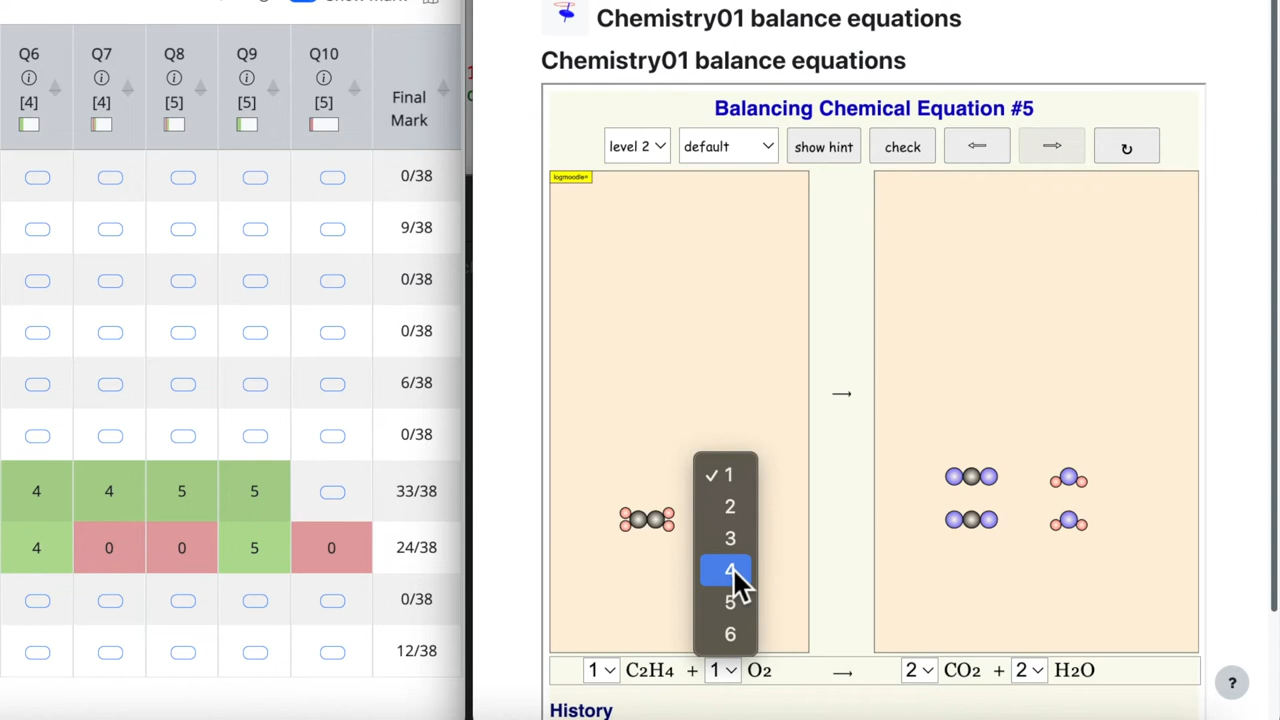 Show mark
Q6 Q7 Q8 Q9 Q10
[4] [4] [5] [5] [5] Final Mark
0/38
9/38
0/38
0/38
6/38
0/38
4 4 5 5 33/38
4 0 0 5 0 24/38
0/38
12/38
Chemistry01 balance equations
Chemistry01 balance equations
Balancing Chemical Equation #5
level 2 default show hint check ⟸ ⟹ ↻
logmoodle=
→
✓ 1
2
3
4
5
6
1 C2H4 + 1 O2 → 2 CO2 + 2 H2O
History
?